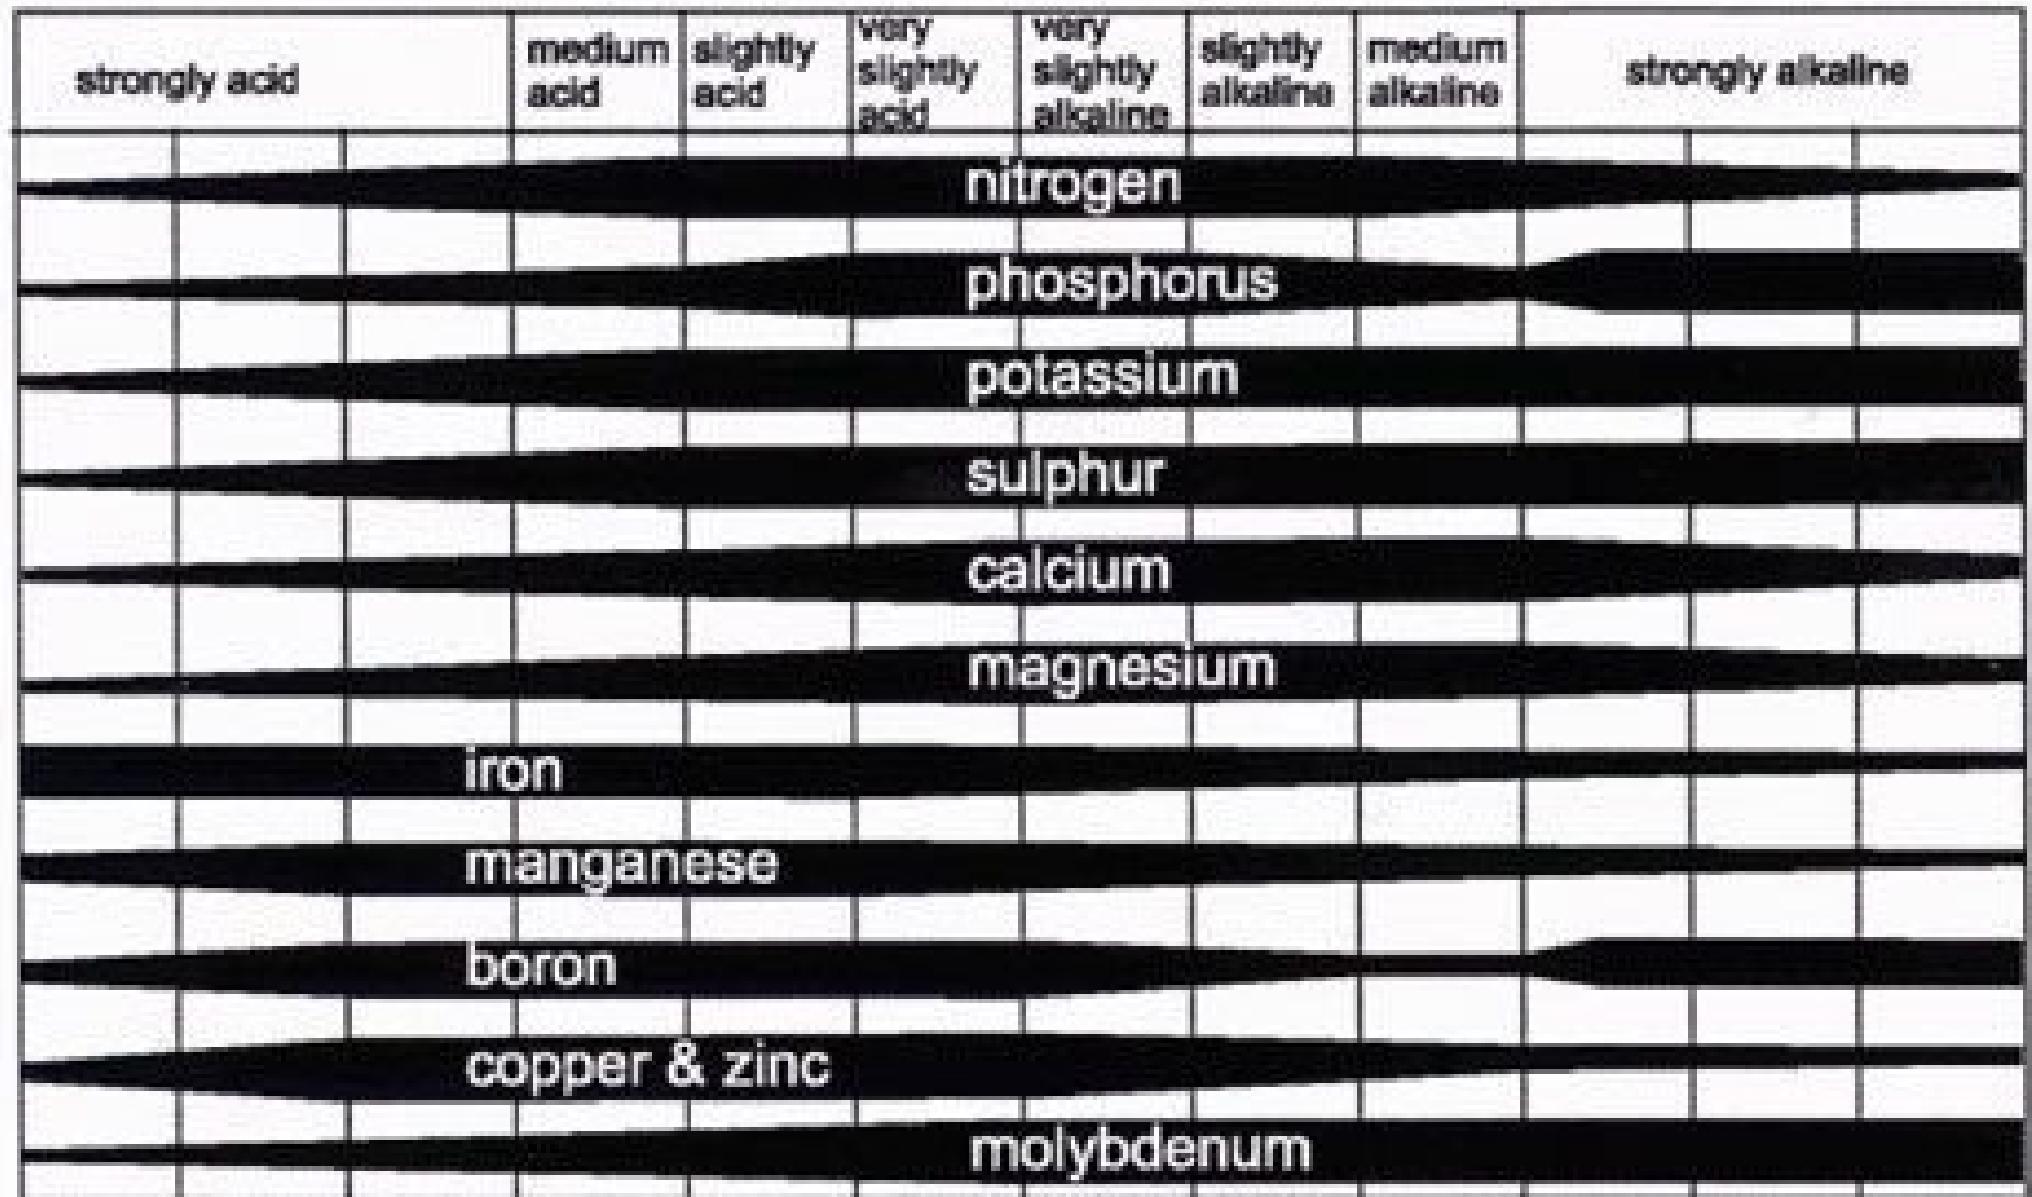 strongly acid
medium
acid
slightly
acid
very
slightly
acid
very
slightly
alkaline
slightly
alkaline
medium
alkaline
strongly alkaline
nitrogen
phosphorus
potassium
sulphur
calcium
magnesium
iron
manganese
boron
copper & zinc
molybdenum